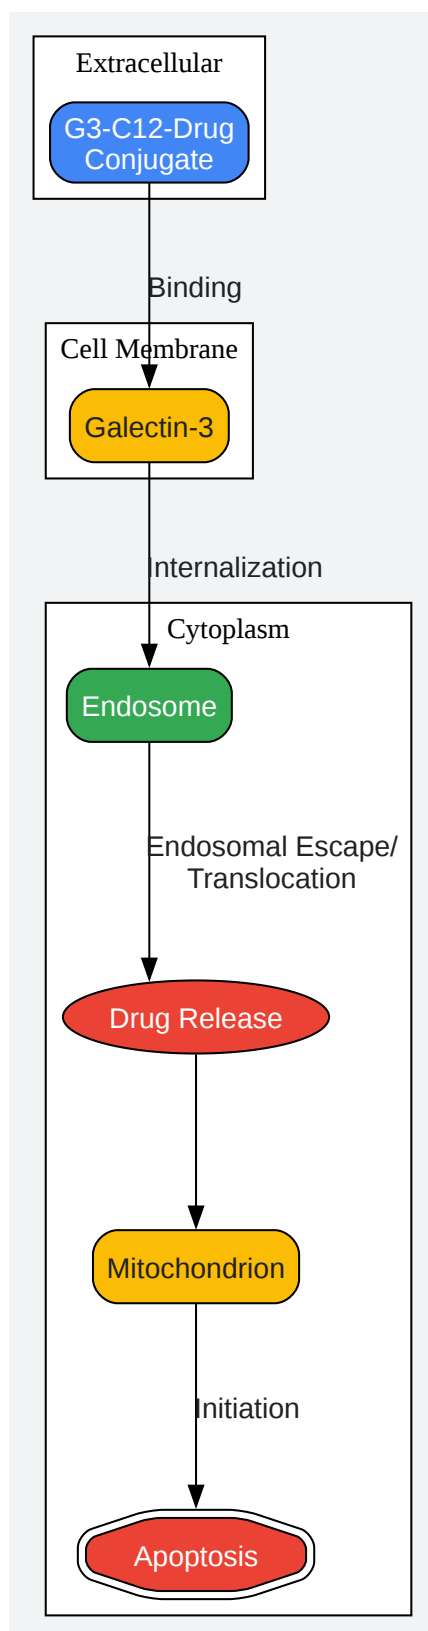 Extracellular
G3-C12-Drug
Conjugate
Binding
Cell Membrane
Galectin-3
Internalization
Cytoplasm
Endosome
Endosomal Escape/
Translocation
Drug Release
Mitochondrion
Initiation
Apoptosis